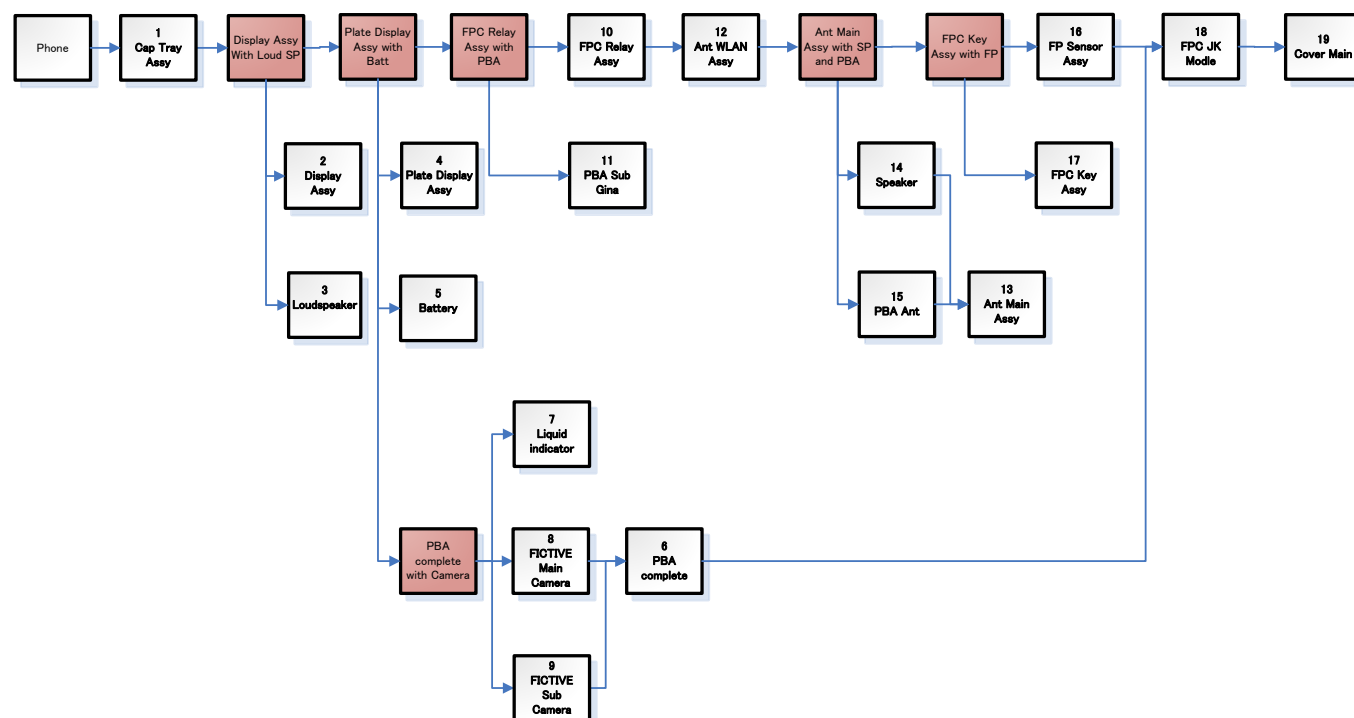 Phone
1
Cap Tray
Assy
Display Assy
With Loud SP
Plate Display
Assy with
Batt
FPC Relay
Assy with
PBA
10
FPC Relay
Assy
12
Ant WLAN
Assy
Ant Main
Assy with SP
and PBA
FPC Key
Assy with FP
16
FP Sensor
Assy
18
FPC JK
Modle
19
Cover Main
2
Display
Assy
4
Plate Display
Assy
11
PBA Sub
Gina
14
Speaker
17
FPC Key
Assy
3
Loudspeaker
5
Battery
15
PBA Ant
13
Ant Main
Assy
7
Liquid
indicator
PBA
complete
with Camera
8
FICTIVE
Main
Camera
6
PBA
complete
9
FICTIVE
Sub
Camera